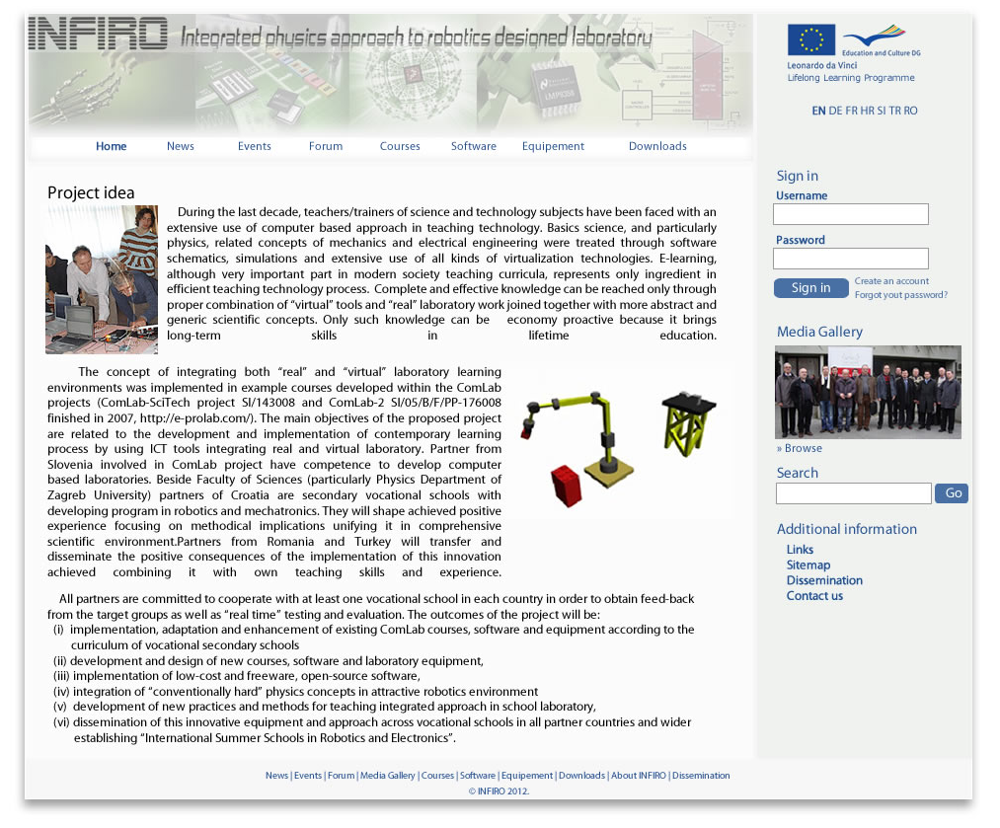 INFIRO Integrated physics approach to robotics designed laboratory
Education and Culture DG
Leonardo da Vinci
Lifelong Learning Programme
EN DE FR HR SI TR RO
Home News Events Forum Courses Software Equipement Downloads
Project idea
During the last decade, teachers/trainers of science and technology subjects have been faced with an
extensive use of computer based approach in teaching technology. Basics science, and particularly
physics, related concepts of mechanics and electrical engineering were treated through software
schematics, simulations and extensive use of all kinds of virtualization technologies. E-learning,
although very important part in modern society teaching curricula, represents only ingredient in
efficient teaching technology process. Complete and effective knowledge can be reached only through
proper combination of “virtual” tools and “real” laboratory work joined together with more abstract and
generic scientific concepts. Only such knowledge can be economy proactive because it brings
long-term skills in lifetime education.
The concept of integrating both “real” and “virtual” laboratory learning
environments was implemented in example courses developed within the ComLab
projects (ComLab-SciTech project SI/143008 and ComLab-2 SI/05/B/F/PP-176008
finished in 2007, http://e-prolab.com/). The main objectives of the proposed project
are related to the development and implementation of contemporary learning
process by using ICT tools integrating real and virtual laboratory. Partner from
Slovenia involved in ComLab project have competence to develop computer
based laboratories. Beside Faculty of Sciences (particularly Physics Department of
Zagreb University) partners of Croatia are secondary vocational schools with
developing program in robotics and mechatronics. They will shape achieved positive
experience focusing on methodical implications unifying it in comprehensive
scientific environment.Partners from Romania and Turkey will transfer and
disseminate the positive consequences of the implementation of this innovation
achieved combining it with own teaching skills and experience.
All partners are committed to cooperate with at least one vocational school in each country in order to obtain feed-back
from the target groups as well as “real time” testing and evaluation. The outcomes of the project will be:
(i) implementation, adaptation and enhancement of existing ComLab courses, software and equipment according to the
curriculum of vocational secondary schools
(ii) development and design of new courses, software and laboratory equipment,
(iii) implementation of low-cost and freeware, open-source software,
(iv) integration of “conventionally hard” physics concepts in attractive robotics environment
(v) development of new practices and methods for teaching integrated approach in school laboratory,
(vi) dissemination of this innovative equipment and approach across vocational schools in all partner countries and wider
establishing “International Summer Schools in Robotics and Electronics”.
Sign in
Username
Password
Sign in
Create an account
Forgot yout password?
Media Gallery
» Browse
Search
Go
Additional information
Links
Sitemap
Dissemination
Contact us
News | Events | Forum | Media Gallery | Courses | Software | Equipement | Downloads | About INFIRO | Dissemination
© INFIRO 2012.